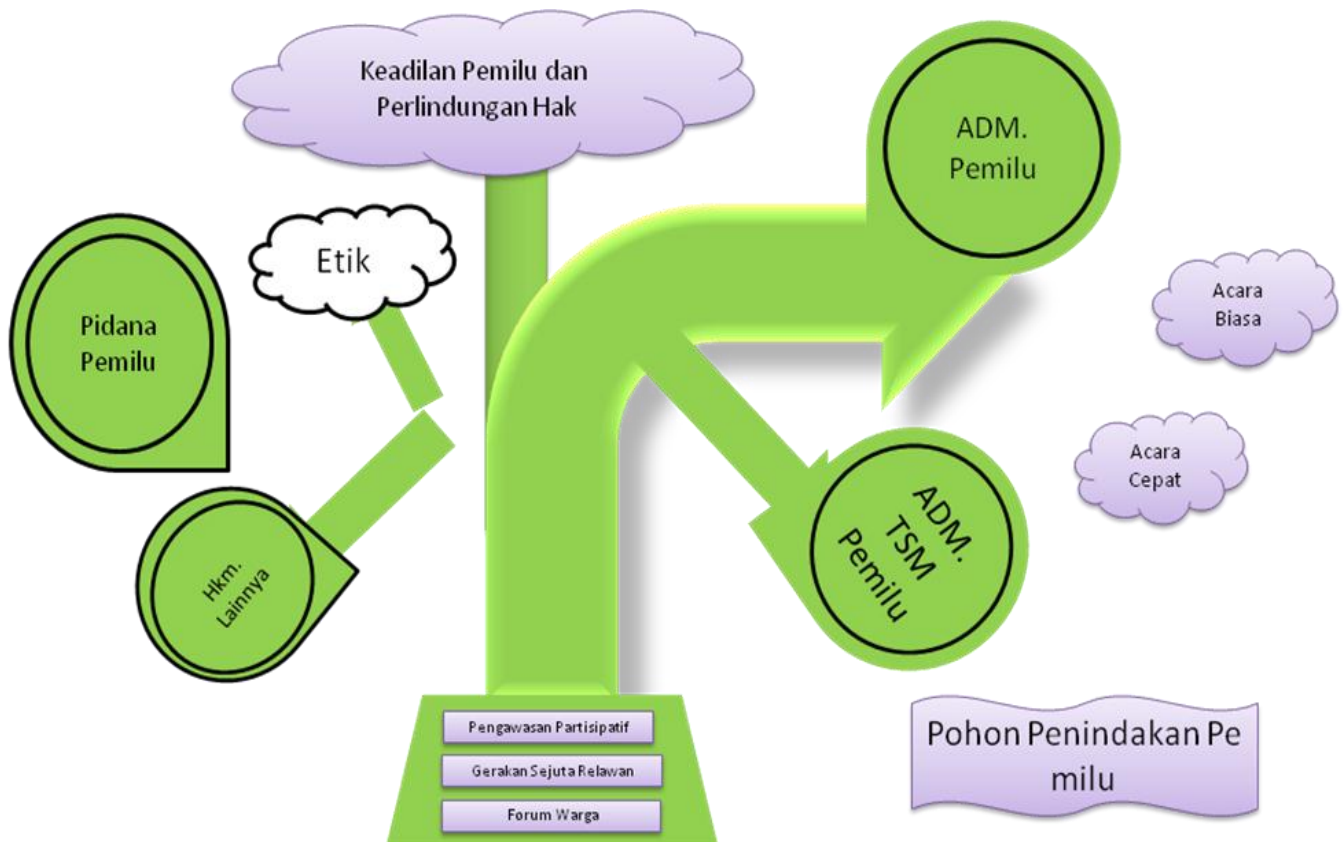 Keadilan Pemilu dan
Perlindungan Hak
ADM.
Pemilu
Etik
Pidana
Pemilu
Acara
Biasa
Acara
Cepat
Hkm.
Lainnya
ADM.
TSM
Pemilu
Pengawasan Partisipatif
Gerakan Sejuta Relawan
Forum Warga
Pohon Penindakan Pe
milu